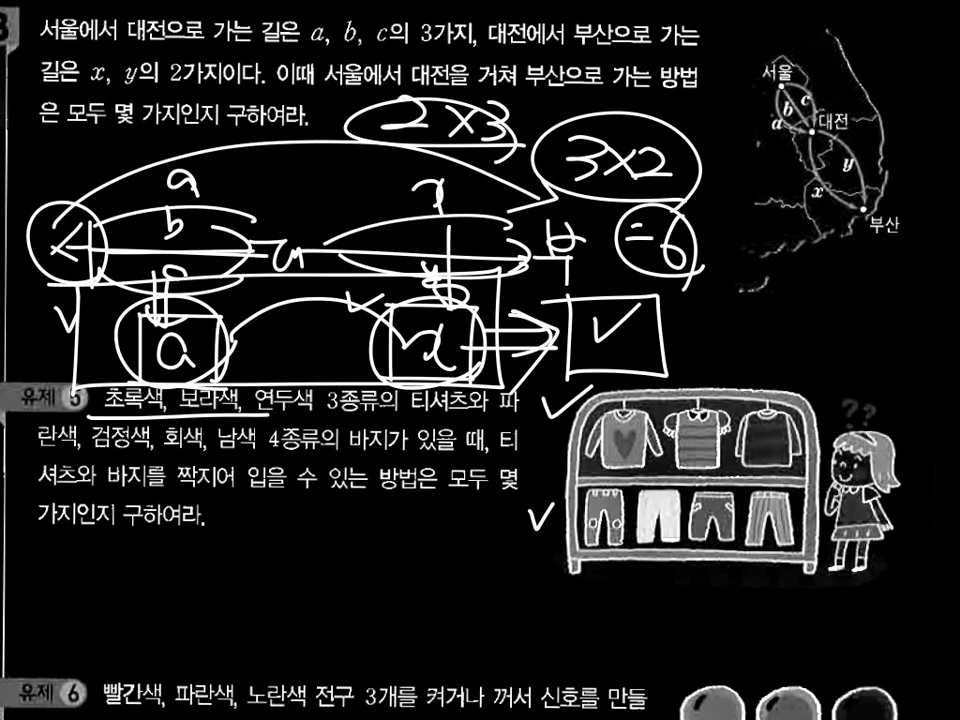 서울에서 대전으로 가는 길은 a, b, c의 3가지, 대전에서 부산으로 가는
길은 x, y의 2가지이다. 이때 서울에서 대전을 거쳐 부산으로 가는 방법
은 모두 몇 가지인지 구하여라.
서울
c
b
a
대전
y
x
부산
2×3
3×2
=6
a
b
a
유제 5 초록색, 보라색, 연두색 3종류의 티셔츠와 파
란색, 검정색, 회색, 남색 4종류의 바지가 있을 때, 티
셔츠와 바지를 짝지어 입을 수 있는 방법은 모두 몇
가지인지 구하여라.
??
유제 6 빨간색, 파란색, 노란색 전구 3개를 켜거나 꺼서 신호를 만들